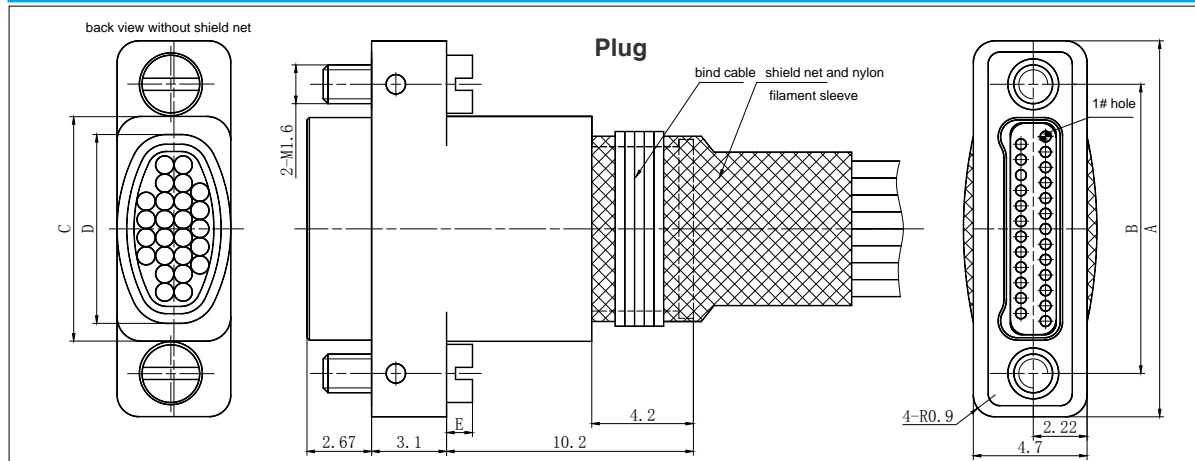 back view without shield net
Plug
bind cable shield net and nylon
filament sleeve
1# hole
2-M1.6
C
D
B
A
E
4.2
4-R0.9
2.67
3.1
10.2
2.22
4.7